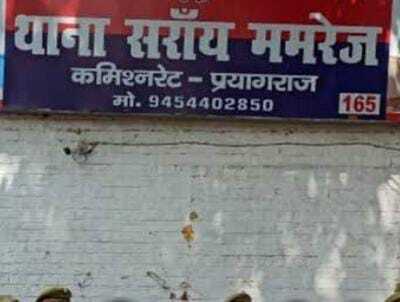 थाना सरॉय ममरेज
कमिश्नरेट - प्रयागराज
मो. 9454402850
165